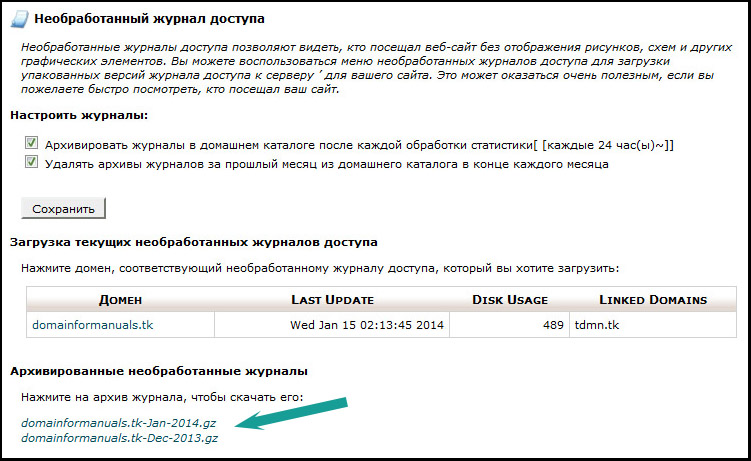 Необработанный журнал доступа
Необработанные журналы доступа позволяют видеть, кто посещал веб-сайт без отображения рисунков, схем и других
графических элементов. Вы можете воспользоваться меню необработанных журналов доступа для загрузки
упакованных версий журнала доступа к серверу ’ для вашего сайта. Это может оказаться очень полезным, если вы
пожелаете быстро посмотреть, кто посещал ваш сайт.
Настроить журналы:
Архивировать журналы в домашнем каталоге после каждой обработки статистики[ [каждые 24 час(ы)~]]
Удалять архивы журналов за прошлый месяц из домашнего каталога в конце каждого месяца
Сохранить
Загрузка текущих необработанных журналов доступа
Нажмите домен, соответствующий необработанному журналу доступа, который вы хотите загрузить:
Домен Last Update Disk Usage Linked Domains
domainformanuals.tk Wed Jan 15 02:13:45 2014 489 tdmn.tk
Архивированные необработанные журналы
Нажмите на архив журнала, чтобы скачать его:
domainformanuals.tk-Jan-2014.gz
domainformanuals.tk-Dec-2013.gz